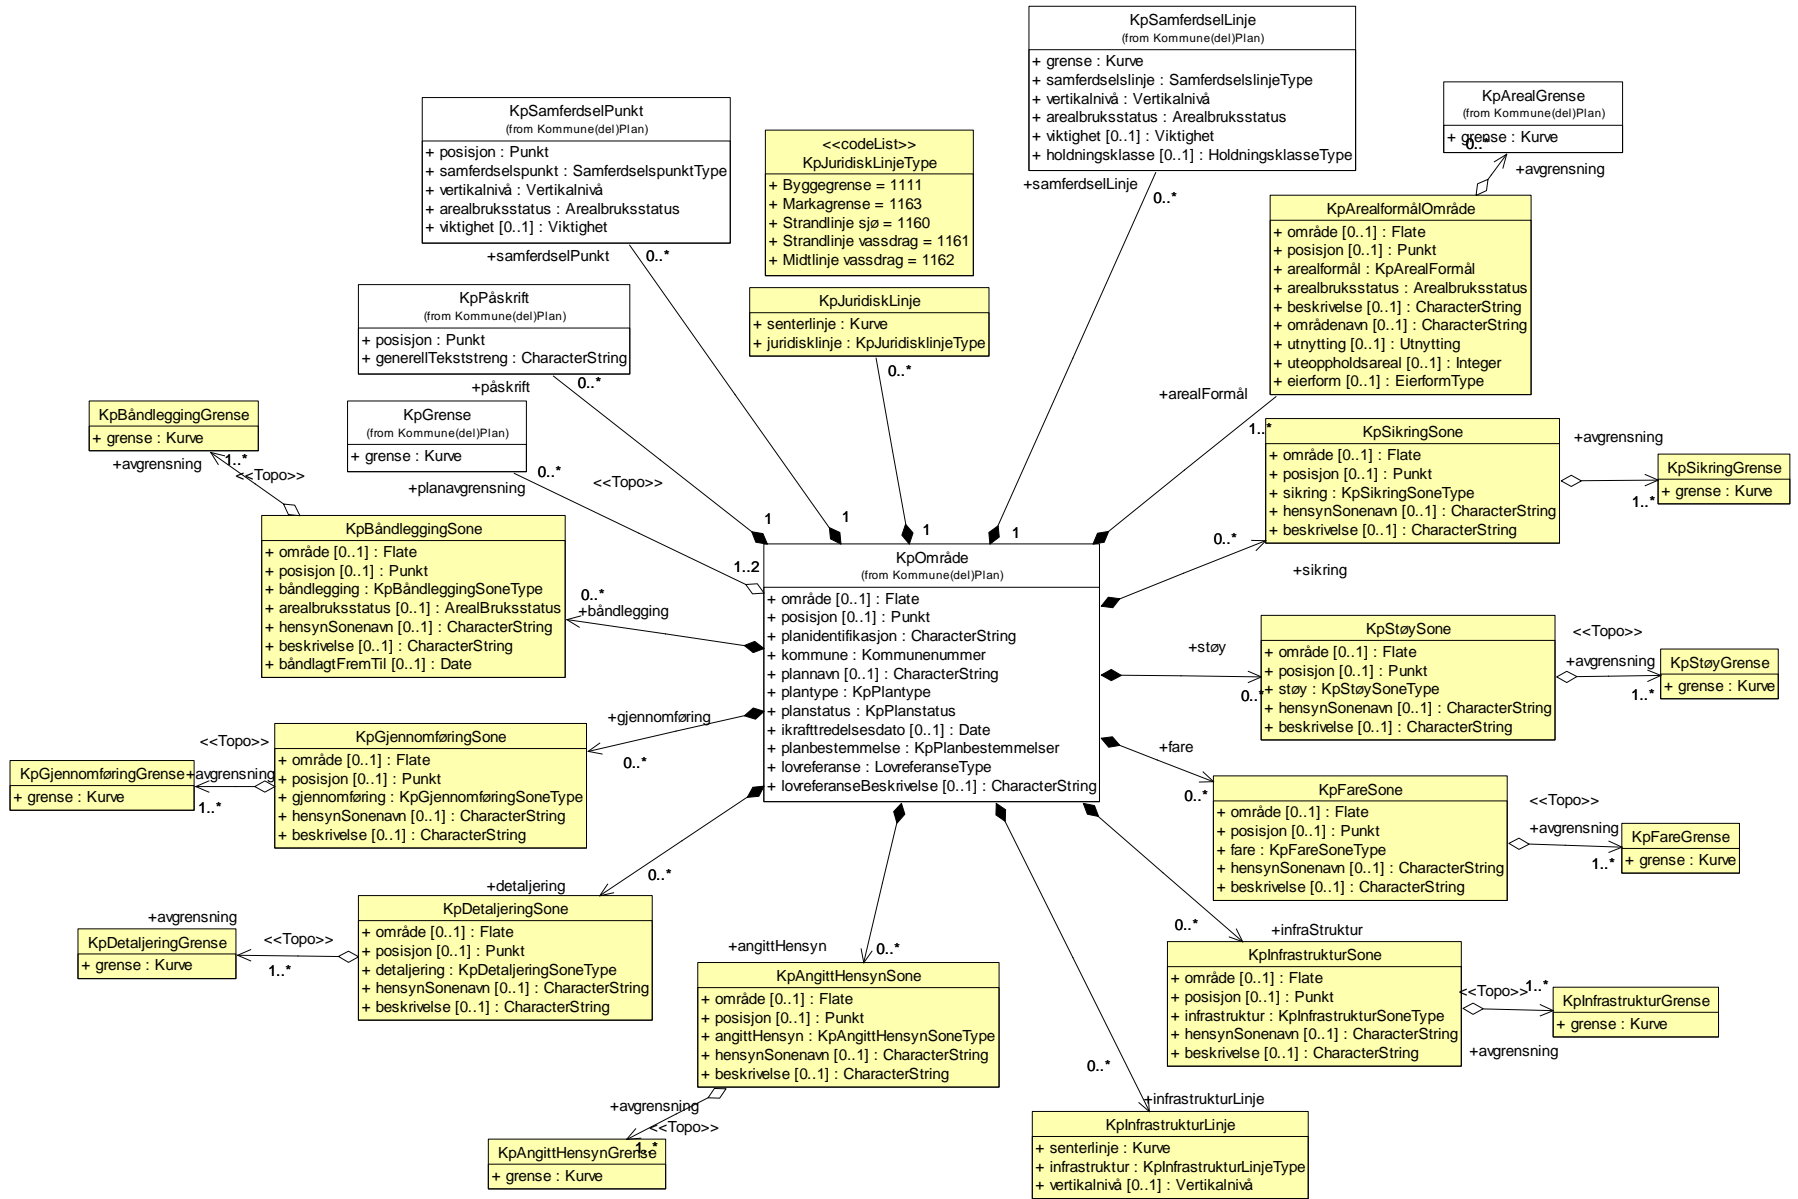 KpSamferdselLinje
(from Kommune(del)Plan)
+ grense : Kurve
+ samferdselslinje : SamferdselslinjeType
+ vertikalnivå : Vertikalnivå
+ arealbruksstatus : Arealbruksstatus
+ viktighet [0..1] : Viktighet
+ holdningsklasse [0..1] : HoldningsklasseType
+samferdselLinje
0..*
KpArealGrense
(from Kommune(del)Plan)
+ grense : Kurve
0..*
+avgrensning
KpSamferdselPunkt
(from Kommune(del)Plan)
+ posisjon : Punkt
+ samferdselspunkt : SamferdselspunktType
+ vertikalnivå : Vertikalnivå
+ arealbruksstatus : Arealbruksstatus
+ viktighet [0..1] : Viktighet
+samferdselPunkt
0..*
<<codeList>>
KpJuridiskLinjeType
+ Byggegrense = 1111
+ Markagrense = 1163
+ Strandlinje sjø = 1160
+ Strandlinje vassdrag = 1161
+ Midtlinje vassdrag = 1162
KpArealformålOmråde
+ område [0..1] : Flate
+ posisjon [0..1] : Punkt
+ arealformål : KpArealFormål
+ arealbruksstatus : Arealbruksstatus
+ beskrivelse [0..1] : CharacterString
+ områdenavn [0..1] : CharacterString
+ utnytting [0..1] : Utnytting
+ uteoppholdsareal [0..1] : Integer
+ eierform [0..1] : EierformType
+arealFormål
1..*
KpPåskrift
(from Kommune(del)Plan)
+ posisjon : Punkt
+ generellTekststreng : CharacterString
+påskrift
0..*
KpJuridiskLinje
+ senterlinje : Kurve
+ juridisklinje : KpJuridisklinjeType
0..*
KpGrense
(from Kommune(del)Plan)
+ grense : Kurve
+planavgrensning
0..*
<<Topo>>
KpBåndleggingGrense
+ grense : Kurve
+avgrensning
1..*
<<Topo>>
KpSikringSone
+ område [0..1] : Flate
+ posisjon [0..1] : Punkt
+ sikring : KpSikringSoneType
+ hensynSonenavn [0..1] : CharacterString
+ beskrivelse [0..1] : CharacterString
+avgrensning
1..*
KpSikringGrense
+ grense : Kurve
0..*
+sikring
KpBåndleggingSone
+ område [0..1] : Flate
+ posisjon [0..1] : Punkt
+ båndlegging : KpBåndleggingSoneType
+ arealbruksstatus [0..1] : ArealBruksstatus
+ hensynSonenavn [0..1] : CharacterString
+ beskrivelse [0..1] : CharacterString
+ båndlagtFremTil [0..1] : Date
0..*
+båndlegging
1
1
1
1
1..2
KpOmråde
(from Kommune(del)Plan)
+ område [0..1] : Flate
+ posisjon [0..1] : Punkt
+ planidentifikasjon : CharacterString
+ kommune : Kommunenummer
+ plannavn [0..1] : CharacterString
+ plantype : KpPlantype
+ planstatus : KpPlanstatus
+ ikrafttredelsesdato [0..1] : Date
+ planbestemmelse : KpPlanbestemmelser
+ lovreferanse : LovreferanseType
+ lovreferanseBeskrivelse [0..1] : CharacterString
+støy
0..*
KpStøySone
+ område [0..1] : Flate
+ posisjon [0..1] : Punkt
+ støy : KpStøySoneType
+ hensynSonenavn [0..1] : CharacterString
+ beskrivelse [0..1] : CharacterString
<<Topo>>
+avgrensning
1..*
KpStøyGrense
+ grense : Kurve
+gjennomføring
0..*
KpGjennomføringSone
+ område [0..1] : Flate
+ posisjon [0..1] : Punkt
+ gjennomføring : KpGjennomføringSoneType
+ hensynSonenavn [0..1] : CharacterString
+ beskrivelse [0..1] : CharacterString
<<Topo>>
+avgrensning
1..*
KpGjennomføringGrense
+ grense : Kurve
+fare
0..*
KpFareSone
+ område [0..1] : Flate
+ posisjon [0..1] : Punkt
+ fare : KpFareSoneType
+ hensynSonenavn [0..1] : CharacterString
+ beskrivelse [0..1] : CharacterString
<<Topo>>
+avgrensning
1..*
KpFareGrense
+ grense : Kurve
+detaljering
0..*
KpDetaljeringSone
+ område [0..1] : Flate
+ posisjon [0..1] : Punkt
+ detaljering : KpDetaljeringSoneType
+ hensynSonenavn [0..1] : CharacterString
+ beskrivelse [0..1] : CharacterString
+avgrensning
<<Topo>>
1..*
KpDetaljeringGrense
+ grense : Kurve
+angittHensyn
0..*
KpAngittHensynSone
+ område [0..1] : Flate
+ posisjon [0..1] : Punkt
+ angittHensyn : KpAngittHensynSoneType
+ hensynSonenavn [0..1] : CharacterString
+ beskrivelse [0..1] : CharacterString
+avgrensning
<<Topo>>
1..*
KpAngittHensynGrense
+ grense : Kurve
0..*
+infraStruktur
KpInfrastrukturSone
+ område [0..1] : Flate
+ posisjon [0..1] : Punkt
+ infrastruktur : KpInfrastrukturSoneType
+ hensynSonenavn [0..1] : CharacterString
+ beskrivelse [0..1] : CharacterString
<<Topo>>
1..*
+avgrensning
KpInfrastrukturGrense
+ grense : Kurve
0..*
+infrastrukturLinje
KpInfrastrukturLinje
+ senterlinje : Kurve
+ infrastruktur : KpInfrastrukturLinjeType
+ vertikalnivå [0..1] : Vertikalnivå